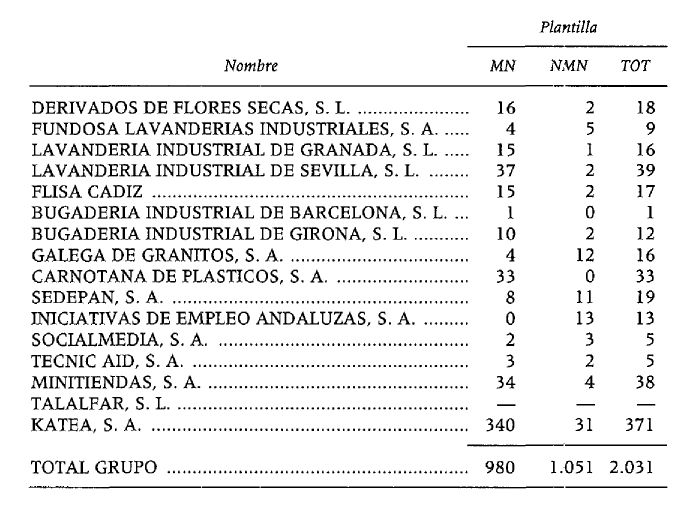 Plantilla
Nombre MN NMN TOT
DERIVADOS DE FLORES SECAS, S. L. ...................... 16 2 18
FUNDOSA LAVANDERIAS INDUSTRIALES, S. A. ..... 4 5 9
LAVANDERIA INDUSTRIAL DE GRANADA, S. L. ..... 15 1 16
LAVANDERIA INDUSTRIAL DE SEVILLA, S. L. ........ 37 2 39
FLISA CADIZ ............................................................ 15 2 17
BUGADERIA INDUSTRIAL DE BARCELONA, S. L. ... 1 0 1
BUGADERIA INDUSTRIAL DE GIRONA, S. L. ........... 10 2 12
GALEGA DE GRANITOS, S. A. .................................. 4 12 16
CARNOTANA DE PLASTICOS, S. A. .......................... 33 0 33
SEDEPAN, S. A. ......................................................... 8 11 19
INICIATIVAS DE EMPLEO ANDALUZAS, S. A. ......... 0 13 13
SOCIALMEDIA, S. A. ................................................ 2 3 5
TECNIC AID, S. A. .................................................... 3 2 5
MINITIENDAS, S. A. ................................................. 34 4 38
TALALFAR, S. L. ....................................................... — — —
KATEA, S. A. ............................................................ 340 31 371
TOTAL GRUPO ......................................................... 980 1.051 2.031